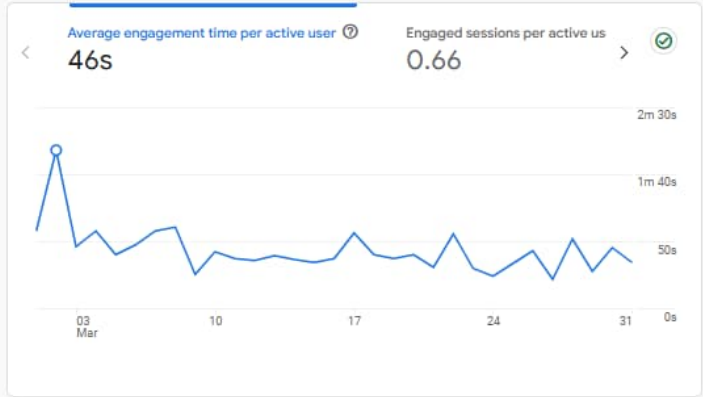 Average engagement time per active user
46s
Engaged sessions per active us
0.66
2m 30s
1m 40s
50s
0s
03
Mar
10
17
24
31